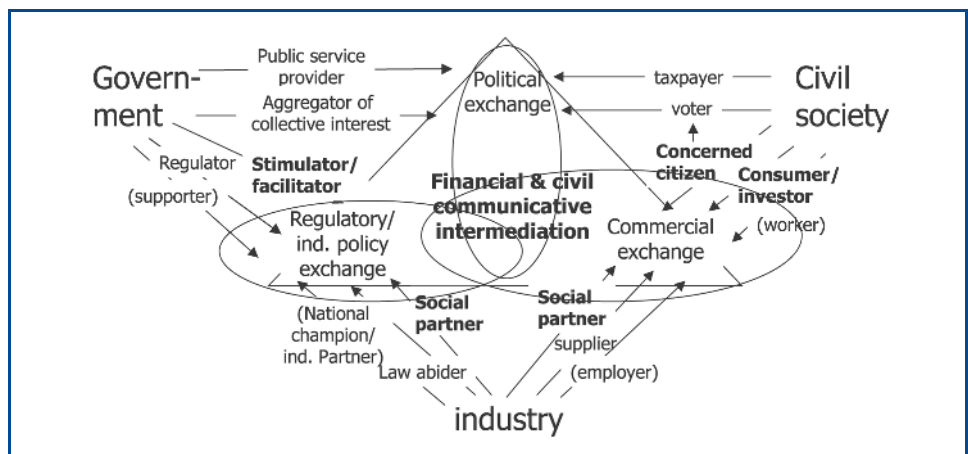 Govern-
ment
Public service
provider
Aggregator of
collective interest
Political
exchange
taxpayer
voter
Civil
society
Regulator
(supporter)
Stimulator/
facilitator
Concerned
citizen
Consumer/
investor
(worker)
Financial & civil
communicative
intermediation
Regulatory/
ind. policy
exchange
Commercial
exchange
(National
champion/
ind. Partner)
Social
partner
Law abider
Social
partner
supplier
(employer)
industry